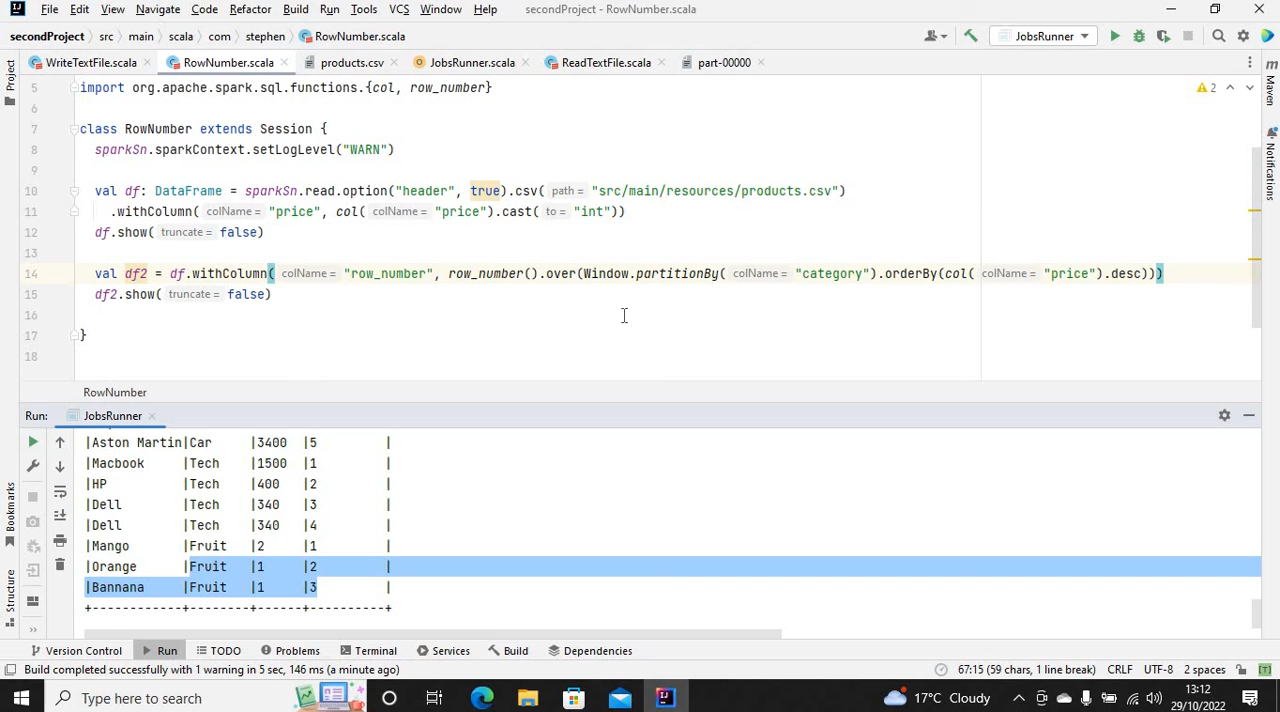 File Edit View Navigate Code Refactor Build Run Tools VCS Window Help secondProject - RowNumber.scala
secondProject src main scala com stephen RowNumber.scala JobsRunner
Project WriteTextFile.scala RowNumber.scala products.csv JobsRunner.scala ReadTextFile.scala part-00000
Maven
Notifications
5 import org.apache.spark.sql.functions.{col, row_number} 2
6
7 class RowNumber extends Session {
8 sparkSn.sparkContext.setLogLevel("WARN")
9
10 val df: DataFrame = sparkSn.read.option("header", true).csv( path = "src/main/resources/products.csv")
11 .withColumn( colName = "price", col( colName = "price").cast( to = "int"))
12 df.show( truncate = false)
13
14 val df2 = df.withColumn( colName = "row_number", row_number().over(Window.partitionBy( colName = "category").orderBy(col( colName = "price").desc)))
15 df2.show( truncate = false)
16
17 }
18
RowNumber
Run: JobsRunner
|Aston Martin|Car |3400 |5 |
|Macbook |Tech |1500 |1 |
|HP |Tech |400 |2 |
|Dell |Tech |340 |3 |
|Dell |Tech |340 |4 |
|Mango |Fruit |2 |1 |
|Orange |Fruit |1 |2 |
|Bannana |Fruit |1 |3 |
+------------+--------+------+----------+
Bookmarks
Structure
Version Control Run TODO Problems Terminal Services Build Dependencies
Build completed successfully with 1 warning in 5 sec, 146 ms (a minute ago) 67:15 (59 chars, 1 line break) CRLF UTF-8 2 spaces
Type here to search 17°C Cloudy 13:12
29/10/2022